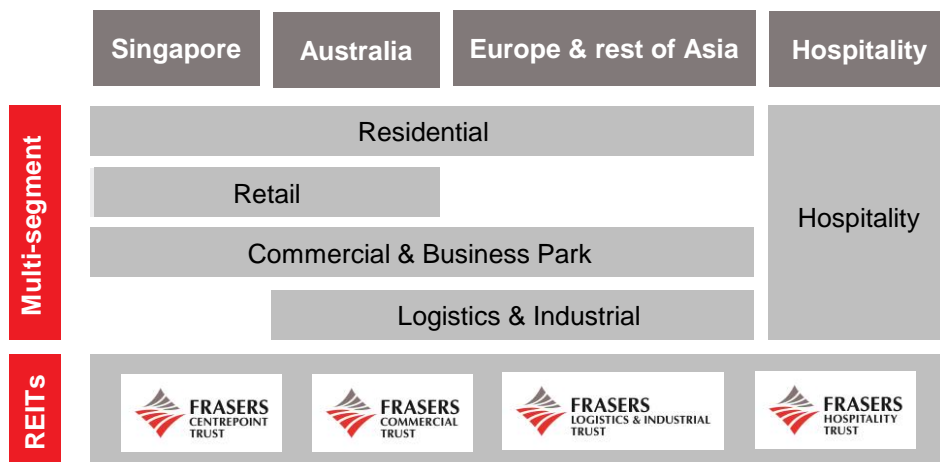 Singapore
Australia
Europe & rest of Asia
Hospitality
Multi-segment
Residential
Retail
Commercial & Business Park
Logistics & Industrial
Hospitality
REITs
FRASERS
CENTREPOINT
TRUST
FRASERS
COMMERCIAL
TRUST
FRASERS
LOGISTICS & INDUSTRIAL
TRUST
FRASERS
HOSPITALITY
TRUST